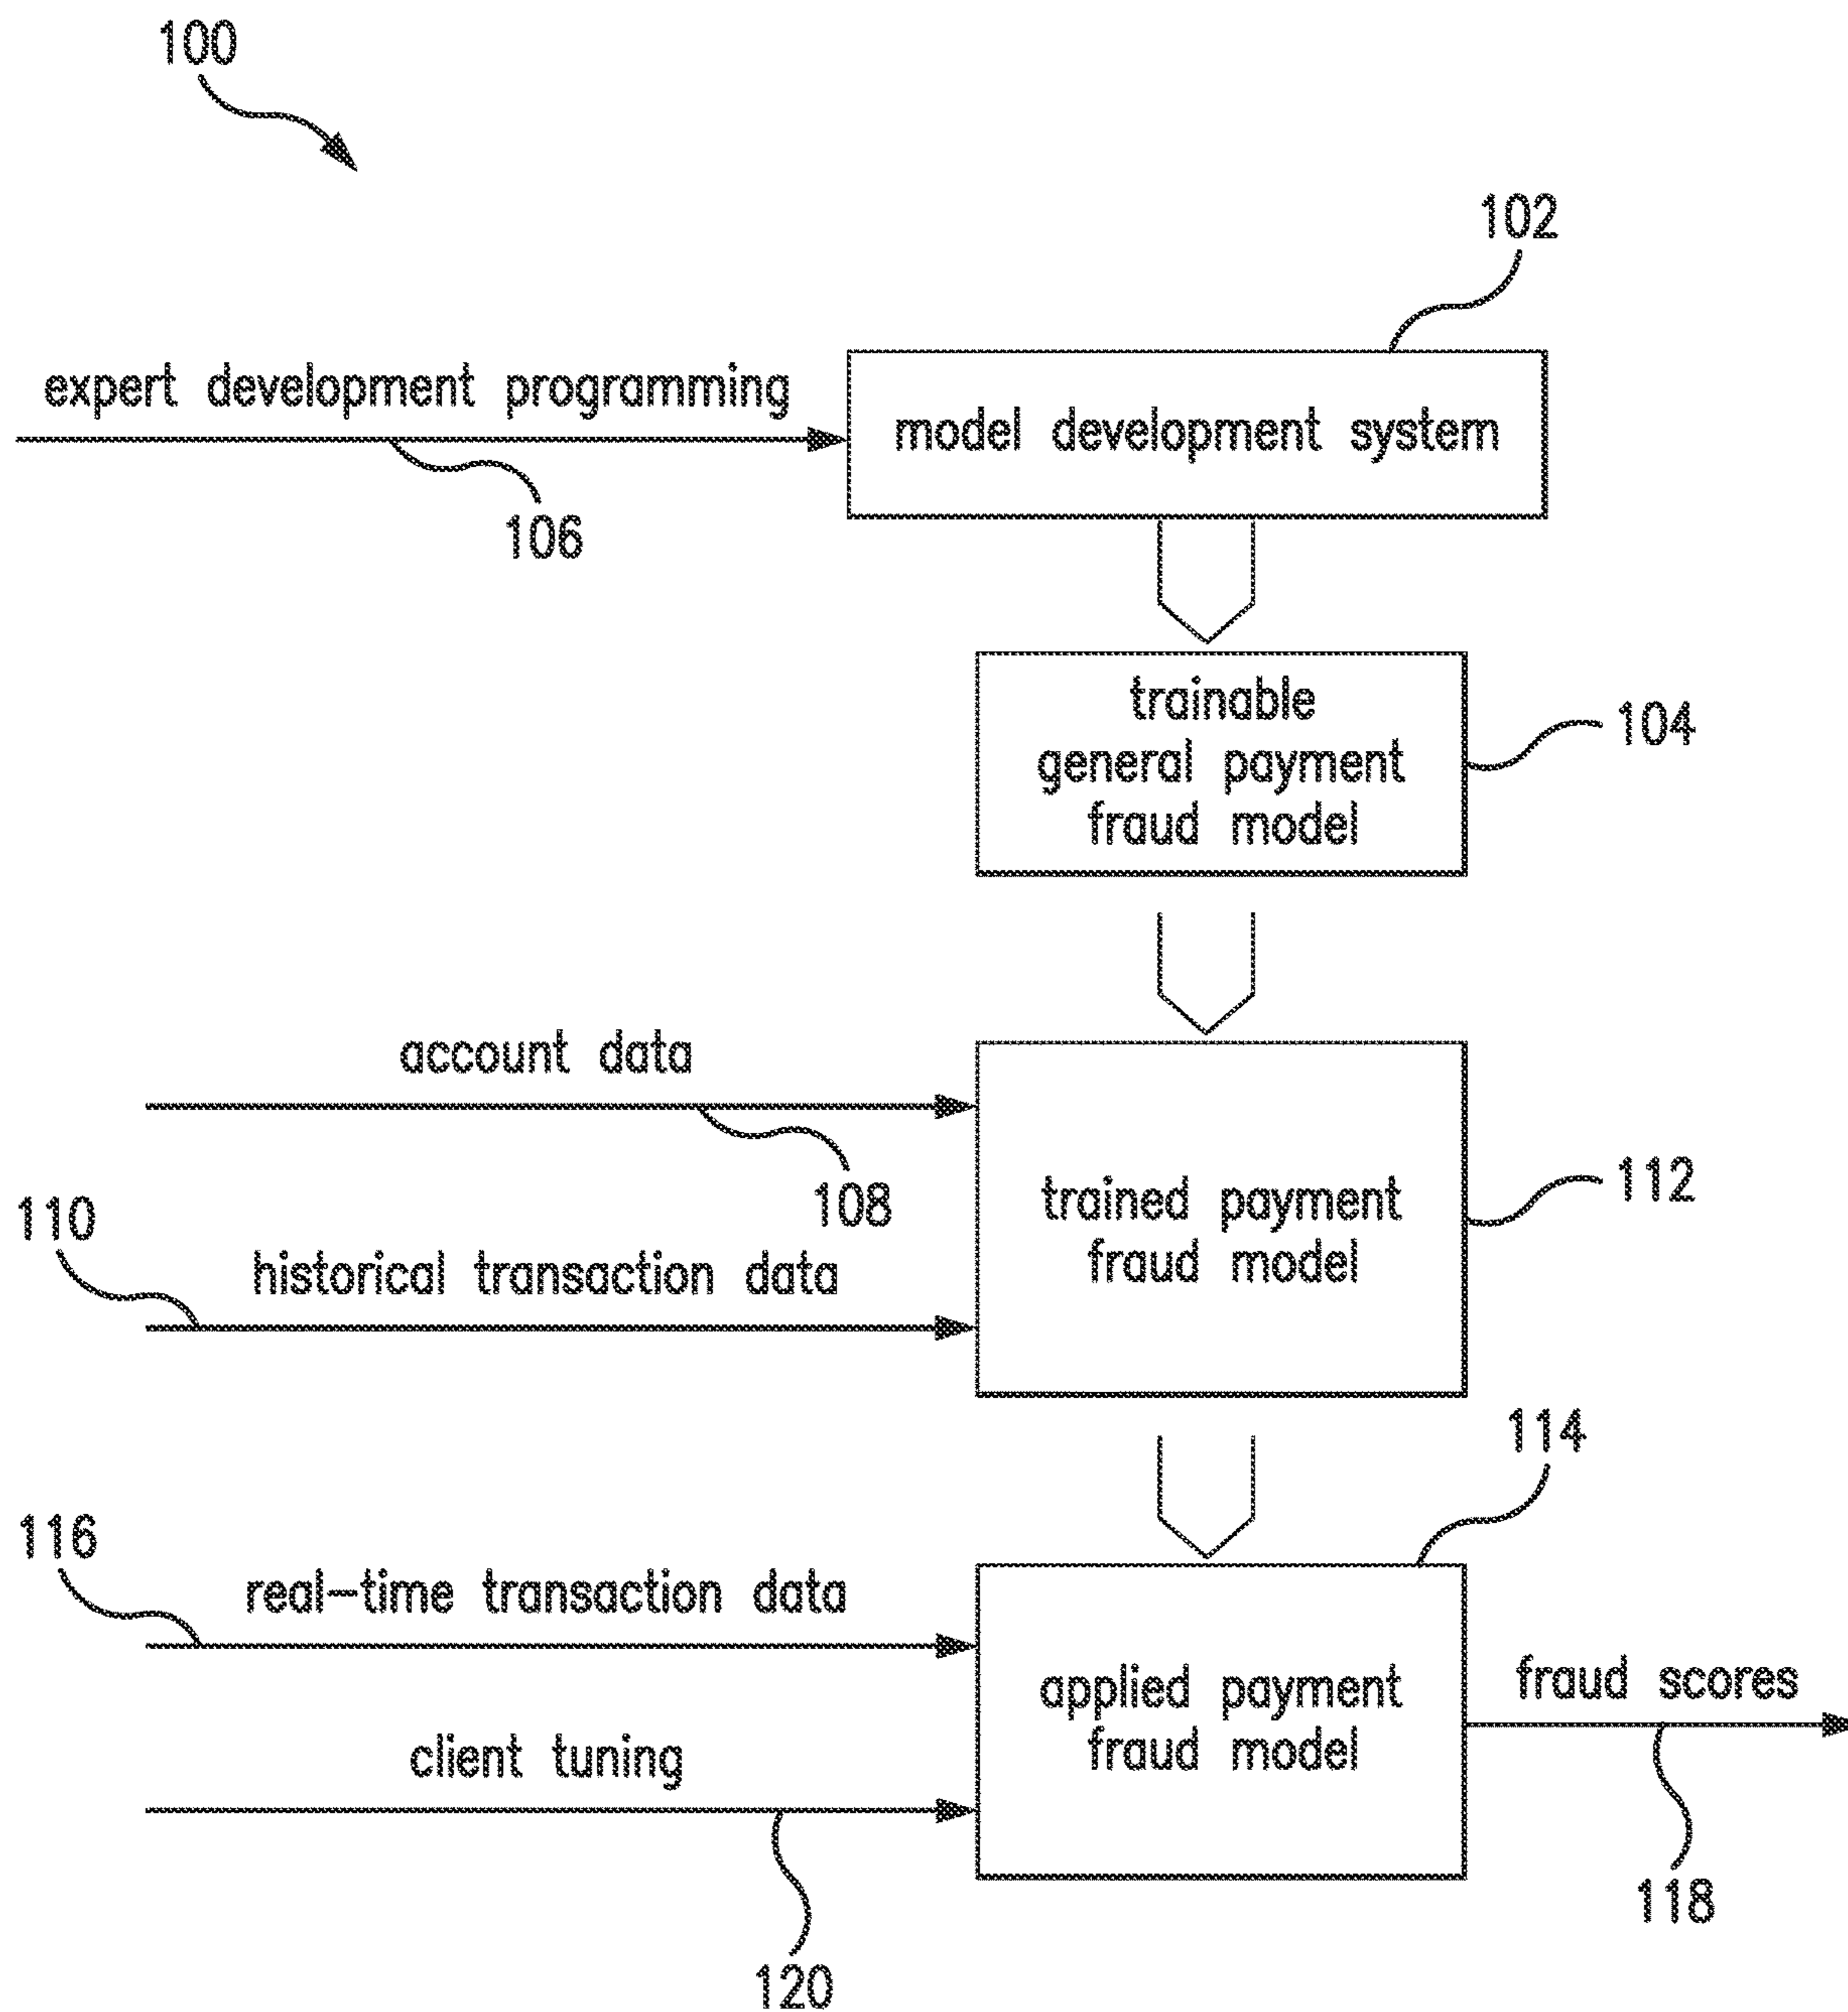 100
102
expert development programming
model development system
106
trainable
general payment
fraud model
104
account data
108
110
historical transaction data
trained payment
fraud model
112
114
116
real-time transaction data
applied payment
fraud model
fraud scores
client tuning
118
120